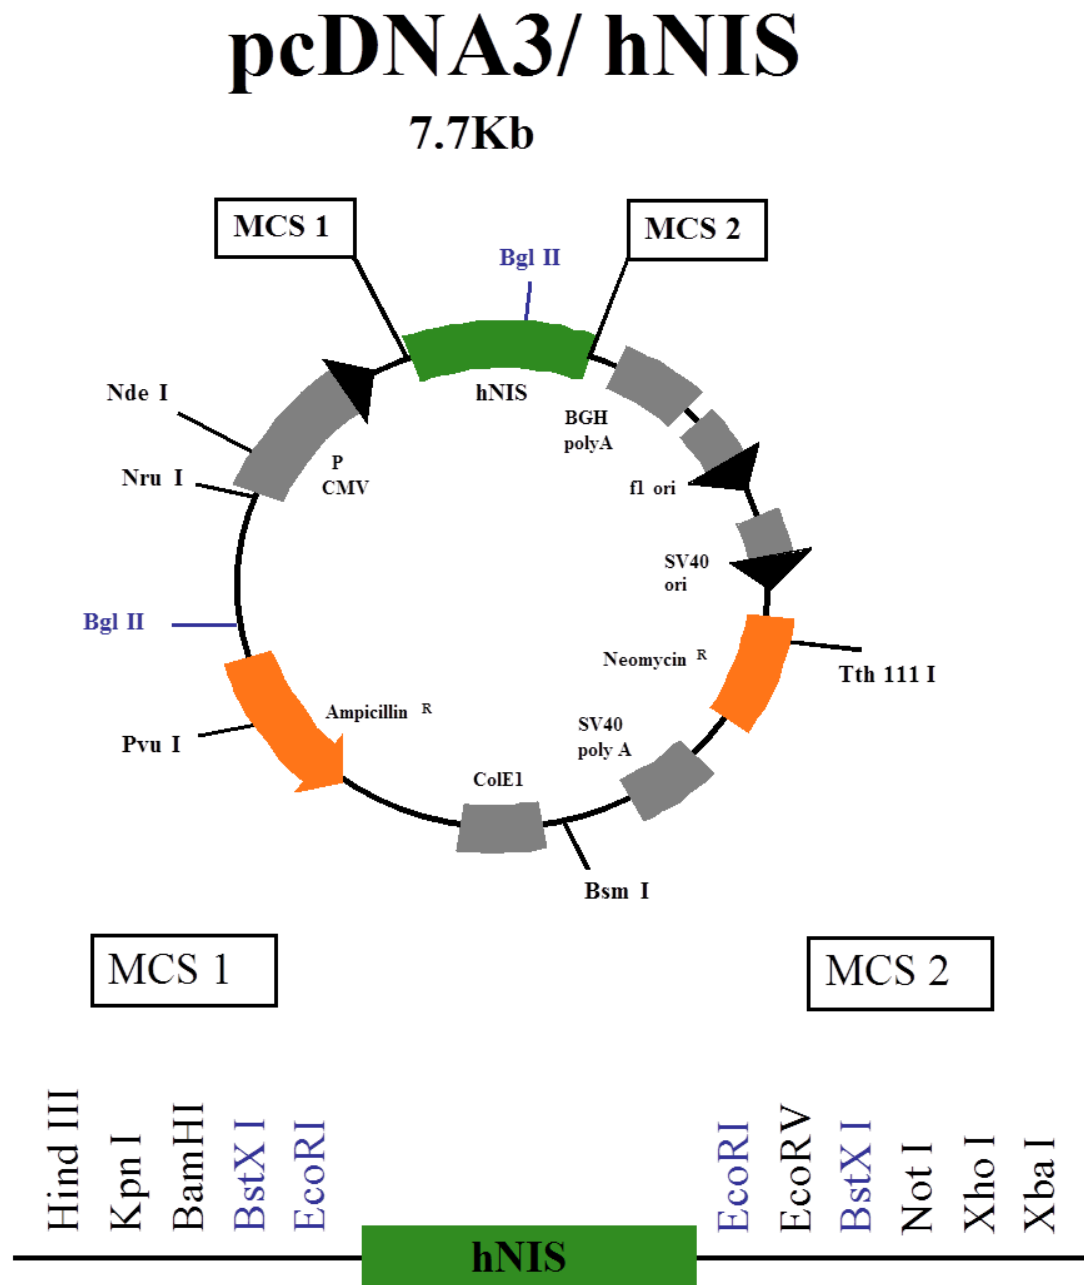 pcDNA3/ hNIS
7.7Kb
MCS 1
MCS 2
Bgl II
Nde I
hNIS
BGH
polyA
P
CMV
Nru I
f1 ori
SV40
ori
Bgl II
Neomycin R
Tth 111 I
Ampicillin R
SV40
poly A
Pvu I
ColE1
Bsm I
MCS 1
MCS 2
Hind III
Kpn I
BamHI
BstX I
EcoRI
EcoRI
EcoRV
BstX I
Not I
Xho I
Xba I
hNIS